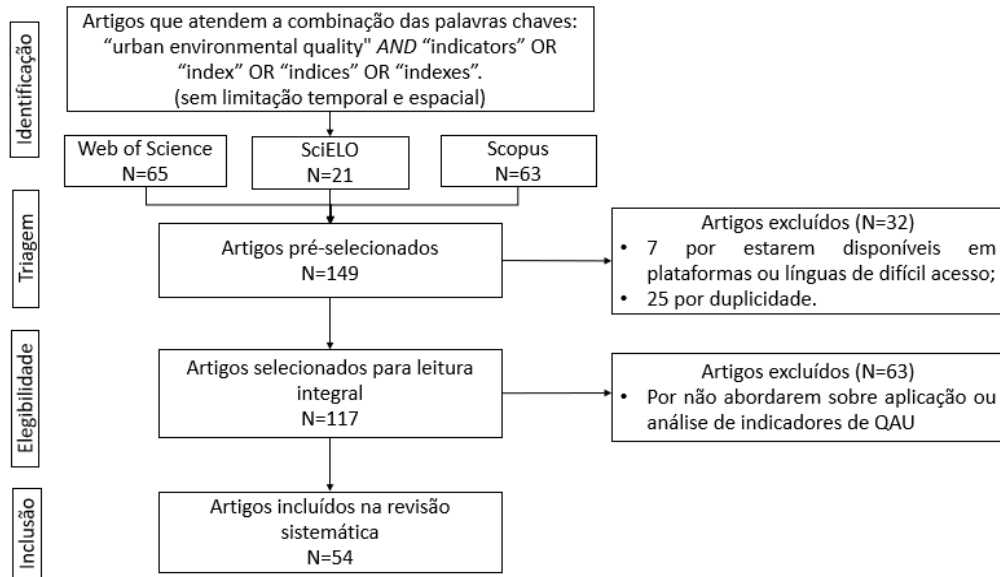 Identificação
Artigos que atendem a combinação das palavras chaves:
“urban environmental quality" AND “indicators” OR
“index” OR “indices” OR “indexes”.
(sem limitação temporal e espacial)
Web of Science
N=65
SciELO
N=21
Scopus
N=63
Triagem
Artigos pré-selecionados
N=149
Artigos excluídos (N=32)
• 7 por estarem disponíveis em
plataformas ou línguas de difícil acesso;
• 25 por duplicidade.
Elegibilidade
Artigos selecionados para leitura
integral
N=117
Artigos excluídos (N=63)
• Por não abordarem sobre aplicação ou
análise de indicadores de QAU
Inclusão
Artigos incluídos na revisão
sistemática
N=54